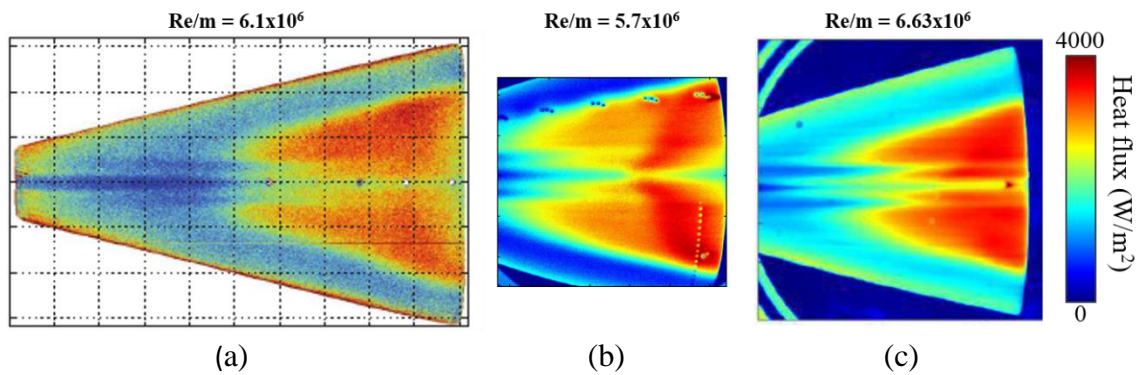 Re/m = 6.1x10⁶
Re/m = 5.7x10⁶
Re/m = 6.63x10⁶
4000
Heat flux (W/m²)
0
(a)
(b)
(c)